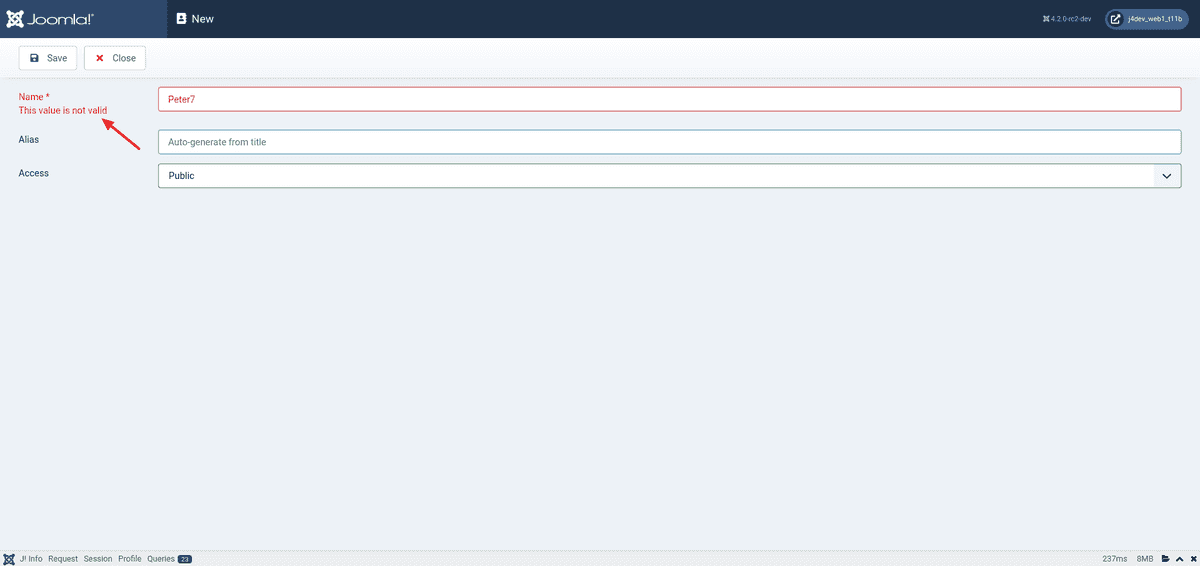 Joomla!
New
4.2.0-rc2-dev
j4dev_web1_t11b
Save
Close
Name *
Peter7
This value is not valid
Alias
Auto-generate from title
Access
Public
J! Info Request Session Profile Queries 23
237ms 8MB